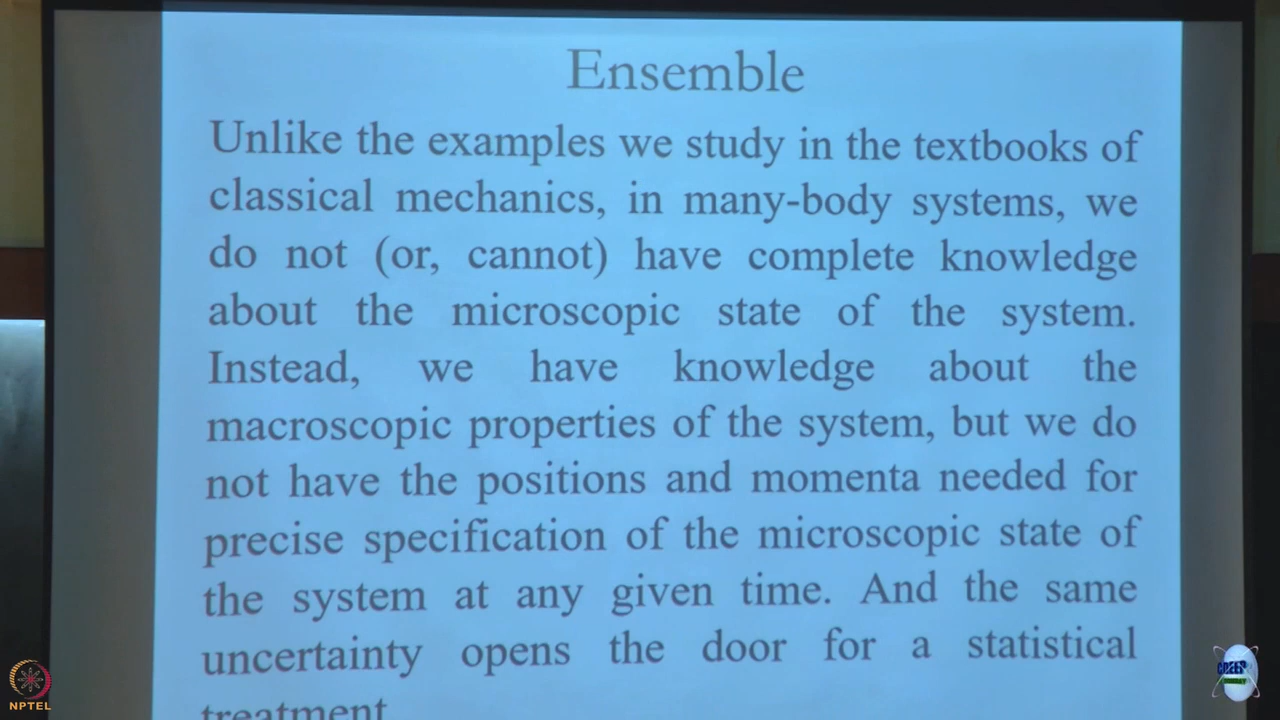 Ensemble
Unlike the examples we study in the textbooks of
classical mechanics, in many-body systems, we
do not (or, cannot) have complete knowledge
about the microscopic state of the system.
Instead, we have knowledge about the
macroscopic properties of the system, but we do
not have the positions and momenta needed for
precise specification of the microscopic state of
the system at any given time. And the same
uncertainty opens the door for a statistical
treatment
NPTEL